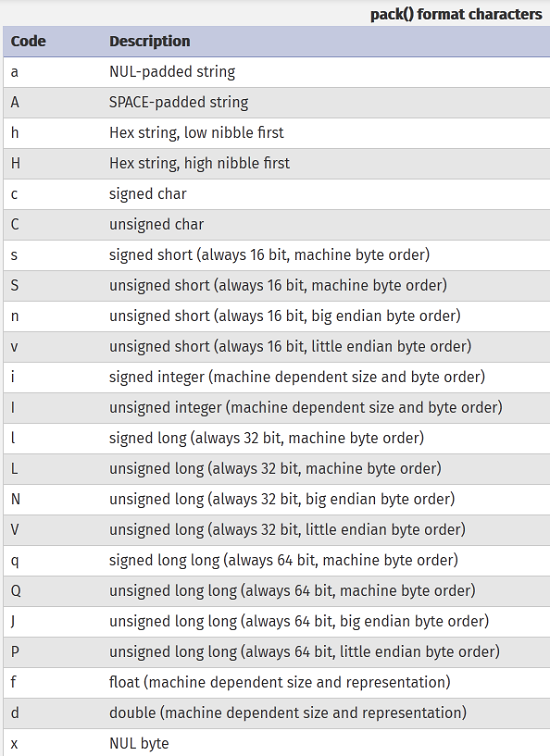 pack() format characters
Code Description
a NUL-padded string
A SPACE-padded string
h Hex string, low nibble first
H Hex string, high nibble first
c signed char
C unsigned char
s signed short (always 16 bit, machine byte order)
S unsigned short (always 16 bit, machine byte order)
n unsigned short (always 16 bit, big endian byte order)
v unsigned short (always 16 bit, little endian byte order)
i signed integer (machine dependent size and byte order)
I unsigned integer (machine dependent size and byte order)
l signed long (always 32 bit, machine byte order)
L unsigned long (always 32 bit, machine byte order)
N unsigned long (always 32 bit, big endian byte order)
V unsigned long (always 32 bit, little endian byte order)
q signed long long (always 64 bit, machine byte order)
Q unsigned long long (always 64 bit, machine byte order)
J unsigned long long (always 64 bit, big endian byte order)
P unsigned long long (always 64 bit, little endian byte order)
f float (machine dependent size and representation)
d double (machine dependent size and representation)
x NUL byte